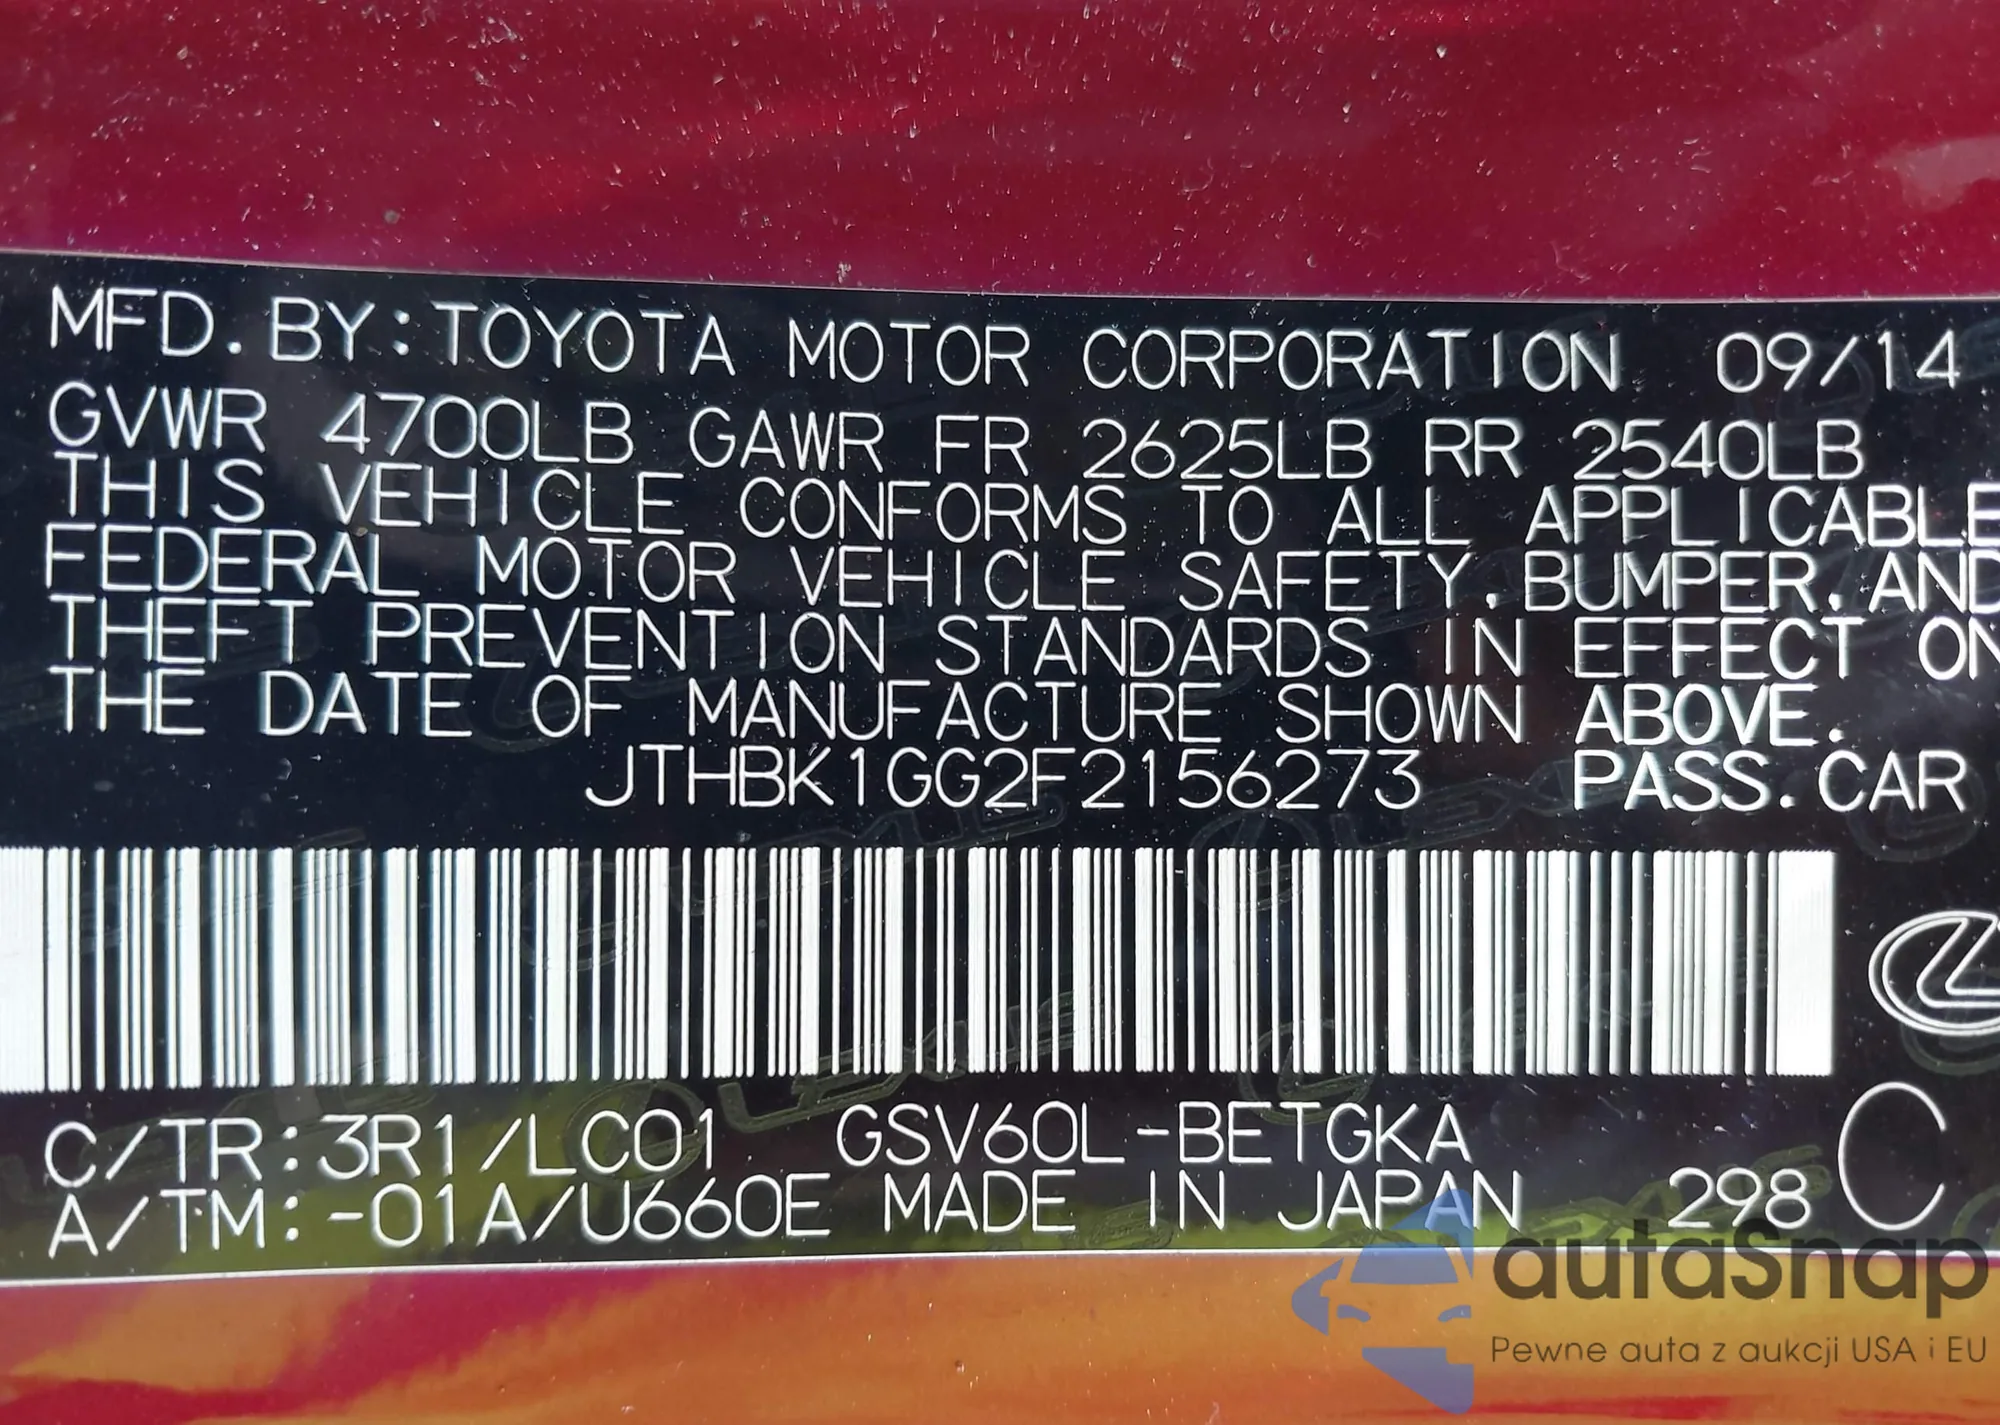 MFD. BY: TOYOTA MOTOR CORPORATION 09/14
GVWR 4700LB GAWR FR 2625LB RR 2540LB
THIS VEHICLE CONFORMS TO ALL APPLICABLE
FEDERAL MOTOR VEHICLE SAFETY, BUMPER, AND
THEFT PREVENTION STANDARDS IN EFFECT ON
THE DATE OF MANUFACTURE SHOWN ABOVE.
JTHBK1GG2F2156273 PASS. CAR
C/TR: 3R1/LC01 GSV60L-BETGKA
A/TM: -01A/U660E MADE IN JAPAN 298 C
autaSnap
Pewne auta z aukcji USA i EU